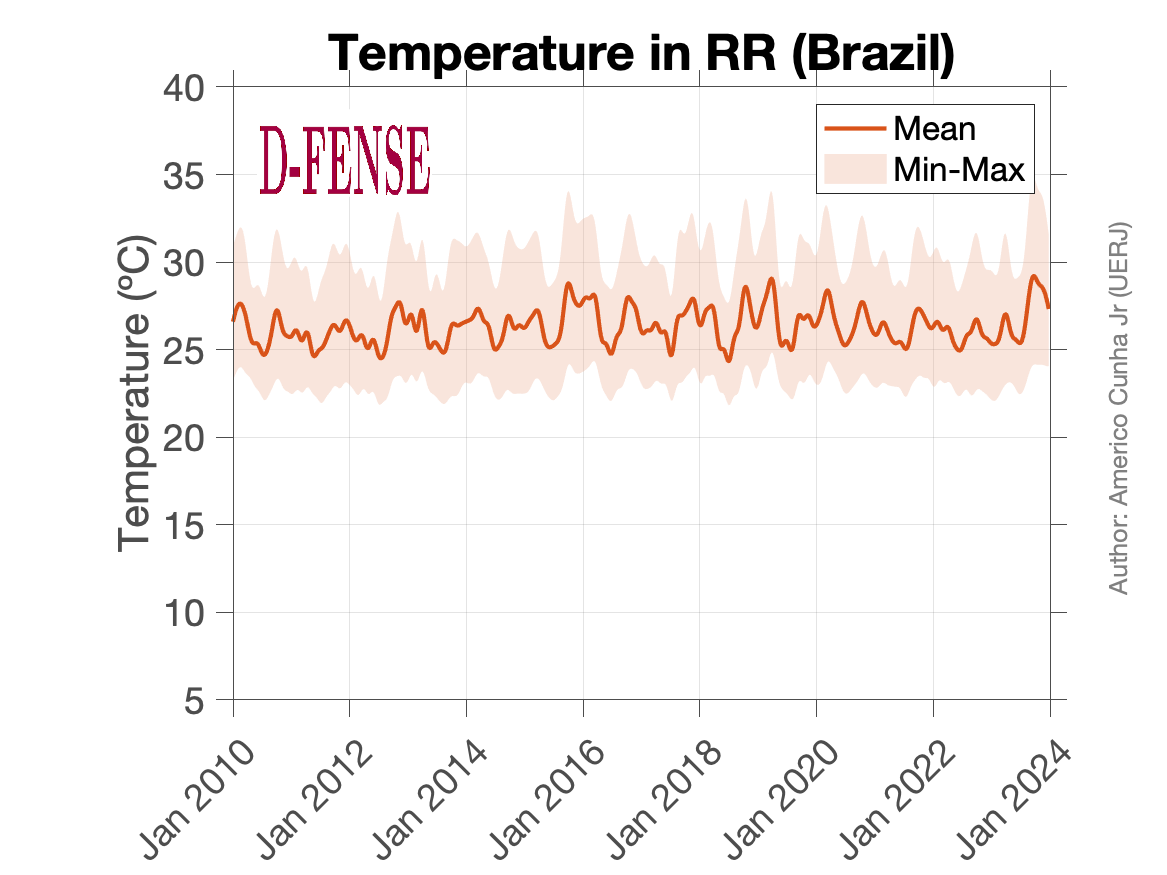 Temperature in RR (Brazil)
D-FENSE
Mean
Min-Max
Temperature (ºC)
40
35
30
25
20
15
10
5
Jan 2010
Jan 2012
Jan 2014
Jan 2016
Jan 2018
Jan 2020
Jan 2022
Jan 2024
Author: Americo Cunha Jr (UERJ)